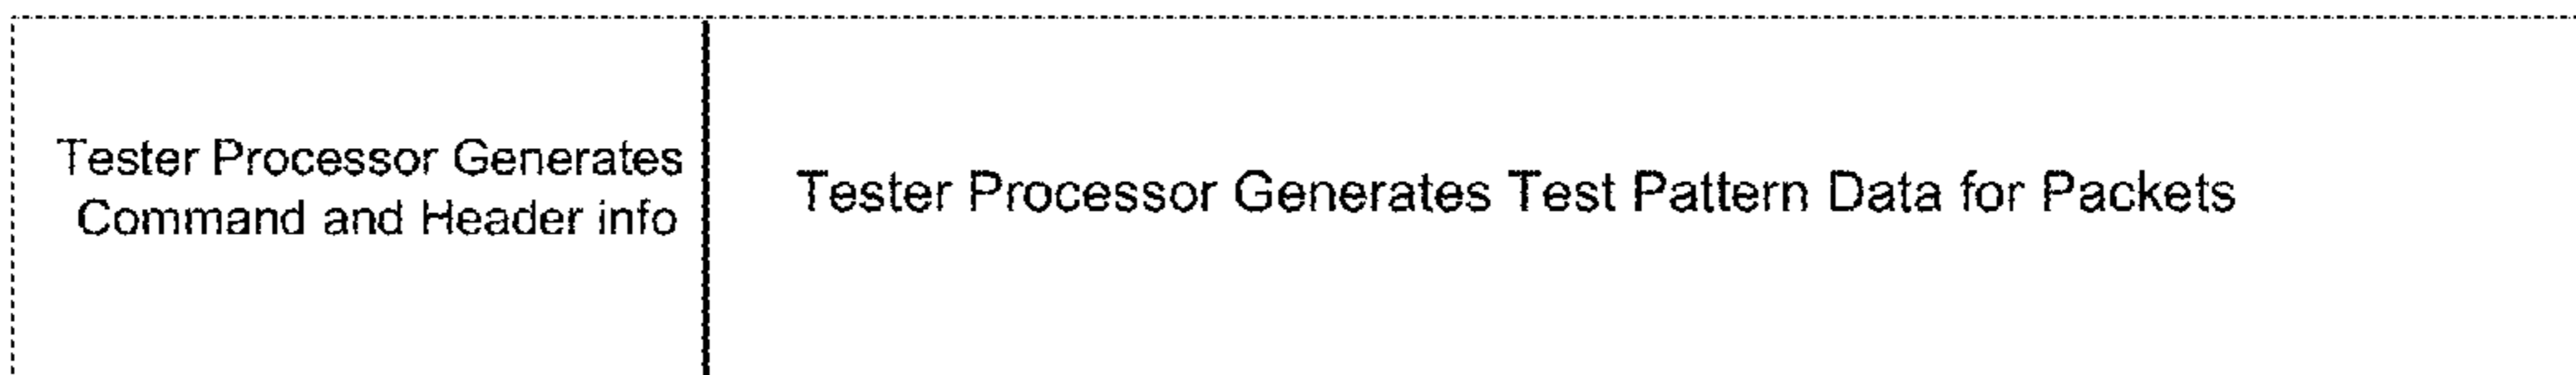 Tester Processor Generates
Command and Header info
Tester Processor Generates Test Pattern Data for Packets